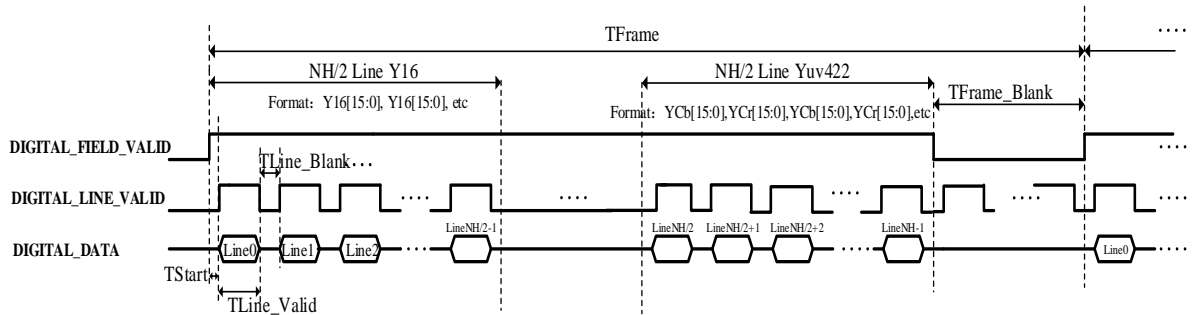 TFrame
····
NH/2 Line Y16
NH/2 Line Yuv422
TFrame_Blank
Format：Y16[15:0], Y16[15:0], etc
Format：YCb[15:0],YCr[15:0],YCb[15:0],YCr[15:0],etc
DIGITAL_FIELD_VALID
TLine_Blank···
····
DIGITAL_LINE_VALID
····
····
····
····
····
LineNH/2-1
LineNH/2
LineNH/2+1
LineNH/2+2
LineNH-1
DIGITAL_DATA
Line0
Line1
Line2
····
····
Line0
····
TStart
TLine_Valid